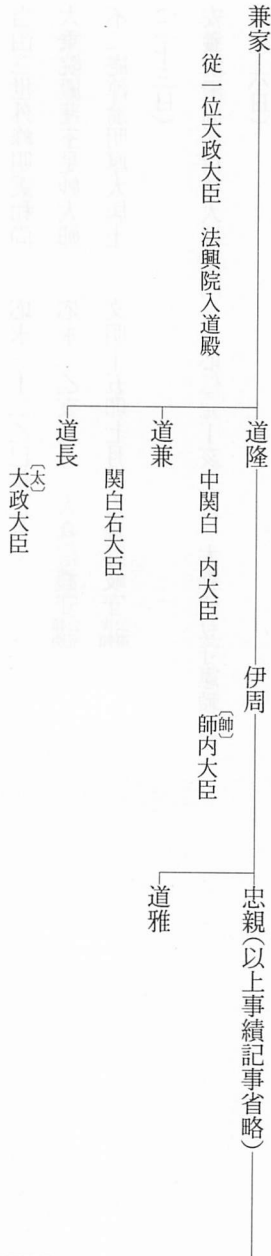 兼家
従一位大政大臣 法興院入道殿
道隆
中関白 内大臣
道兼
関白右大臣
道長
〔太〕
大政大臣
伊周
〔帥〕
師内大臣
忠親(以上事績記事省略)
道雅